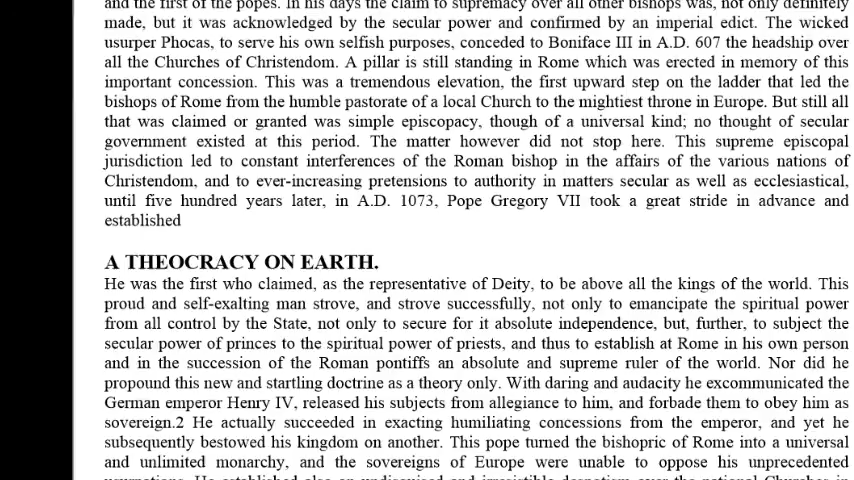 and the first of the popes. In his days the claim to supremacy over all other bishops was, not only definitely
made, but it was acknowledged by the secular power and confirmed by an imperial edict. The wicked
usurper Phocas, to serve his own selfish purposes, conceded to Boniface III in A.D. 607 the headship over
all the Churches of Christendom. A pillar is still standing in Rome which was erected in memory of this
important concession. This was a tremendous elevation, the first upward step on the ladder that led the
bishops of Rome from the humble pastorate of a local Church to the mightiest throne in Europe. But still all
that was claimed or granted was simple episcopacy, though of a universal kind; no thought of secular
government existed at this period. The matter however did not stop here. This supreme episcopal
jurisdiction led to constant interferences of the Roman bishop in the affairs of the various nations of
Christendom, and to ever-increasing pretensions to authority in matters secular as well as ecclesiastical,
until five hundred years later, in A.D. 1073, Pope Gregory VII took a great stride in advance and
established
A THEOCRACY ON EARTH.
He was the first who claimed, as the representative of Deity, to be above all the kings of the world. This
proud and self-exalting man strove, and strove successfully, not only to emancipate the spiritual power
from all control by the State, not only to secure for it absolute independence, but, further, to subject the
secular power of princes to the spiritual power of priests, and thus to establish at Rome in his own person
and in the succession of the Roman pontiffs an absolute and supreme ruler of the world. Nor did he
propound this new and startling doctrine as a theory only. With daring and audacity he excommunicated the
German emperor Henry IV, released his subjects from allegiance to him, and forbade them to obey him as
sovereign.2 He actually succeeded in exacting humiliating concessions from the emperor, and yet he
subsequently bestowed his kingdom on another. This pope turned the bishopric of Rome into a universal
and unlimited monarchy, and the sovereigns of Europe were unable to oppose his unprecedented